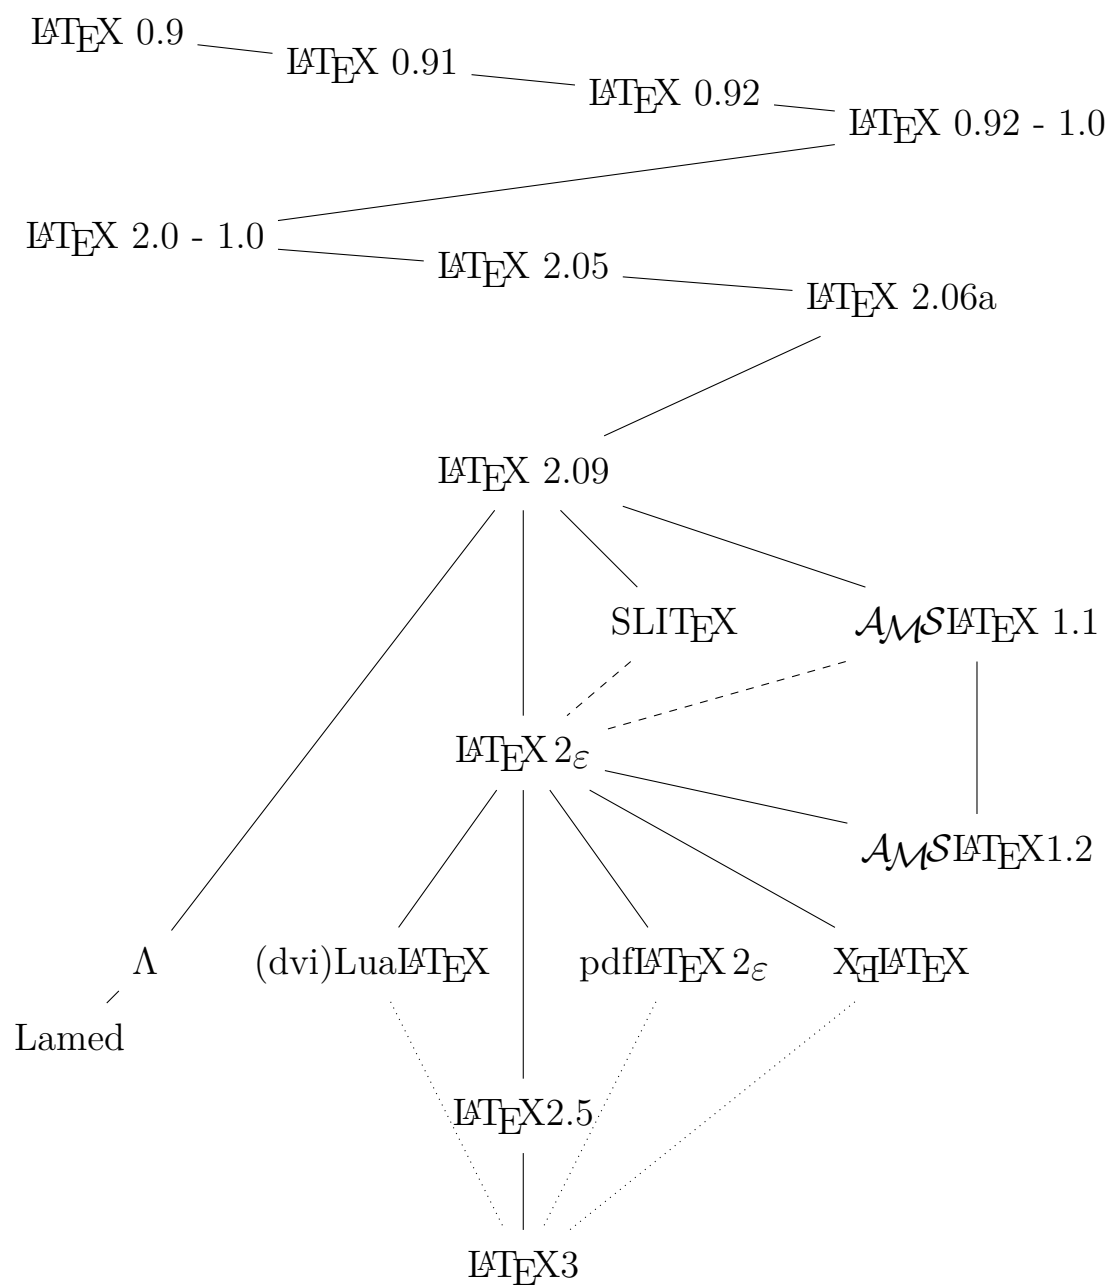 LATEX 0.9
LATEX 0.91
LATEX 0.92
LATEX 0.92 - 1.0
LATEX 2.0 - 1.0
LATEX 2.05
LATEX 2.06a
LATEX 2.09
SLITEX
AMSLATEX 1.1
LATEX 2ε
AMSLATEX1.2
Λ
(dvi)LuaLATEX
pdfLATEX 2ε
XƎLATEX
Lamed
LATEX2.5
LATEX3